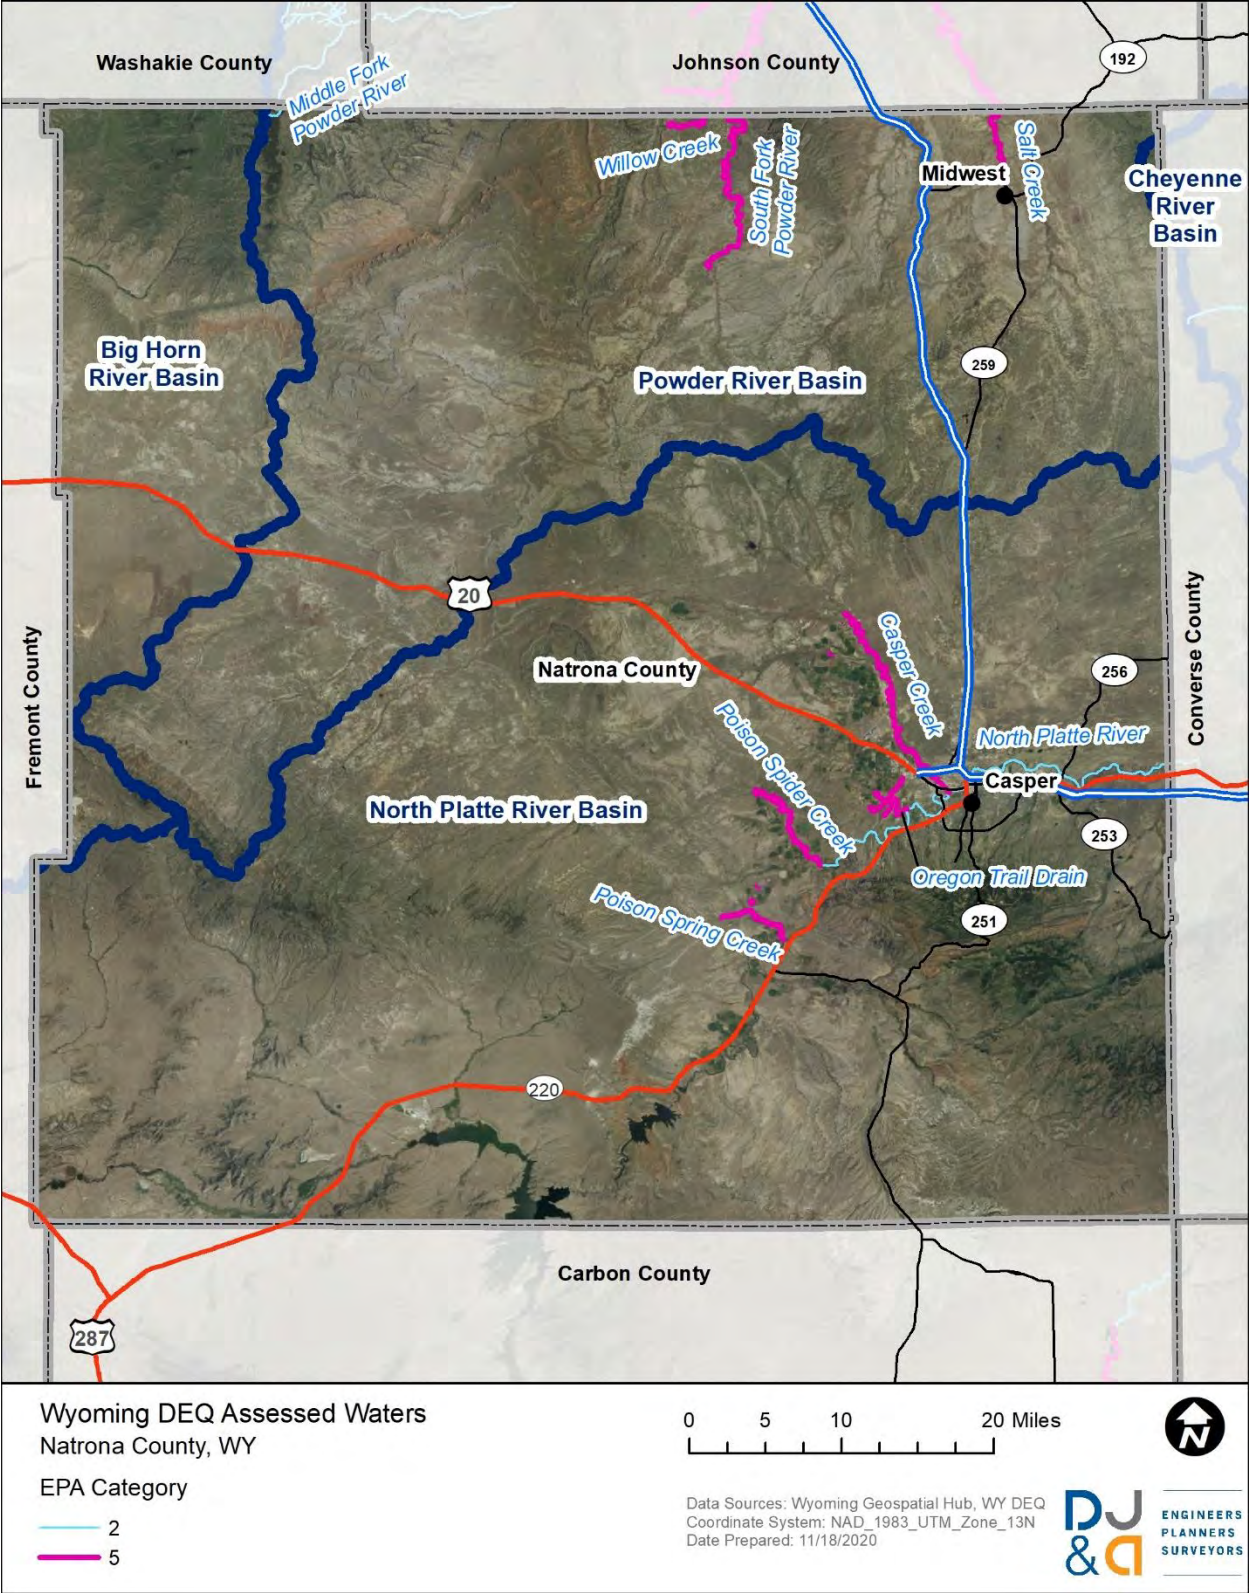 Washakie County
Johnson County
192
Middle Fork
Powder River
Willow Creek
South Fork
Powder River
Salt Creek
Midwest
Cheyenne
River
Basin
Big Horn
River Basin
Powder River Basin
259
20
Natrona County
Casper Creek
256
Fremont County
Converse County
Poison Spider Creek
North Platte River
Casper
North Platte River Basin
253
Oregon Trail Drain
Poison Spring Creek
251
220
Carbon County
287
Wyoming DEQ Assessed Waters
Natrona County, WY
EPA Category
2
5
0 5 10 20 Miles
N
Data Sources: Wyoming Geospatial Hub, WY DEQ
Coordinate System: NAD_1983_UTM_Zone_13N
Date Prepared: 11/18/2020
DJ
&A
ENGINEERS
PLANNERS
SURVEYORS